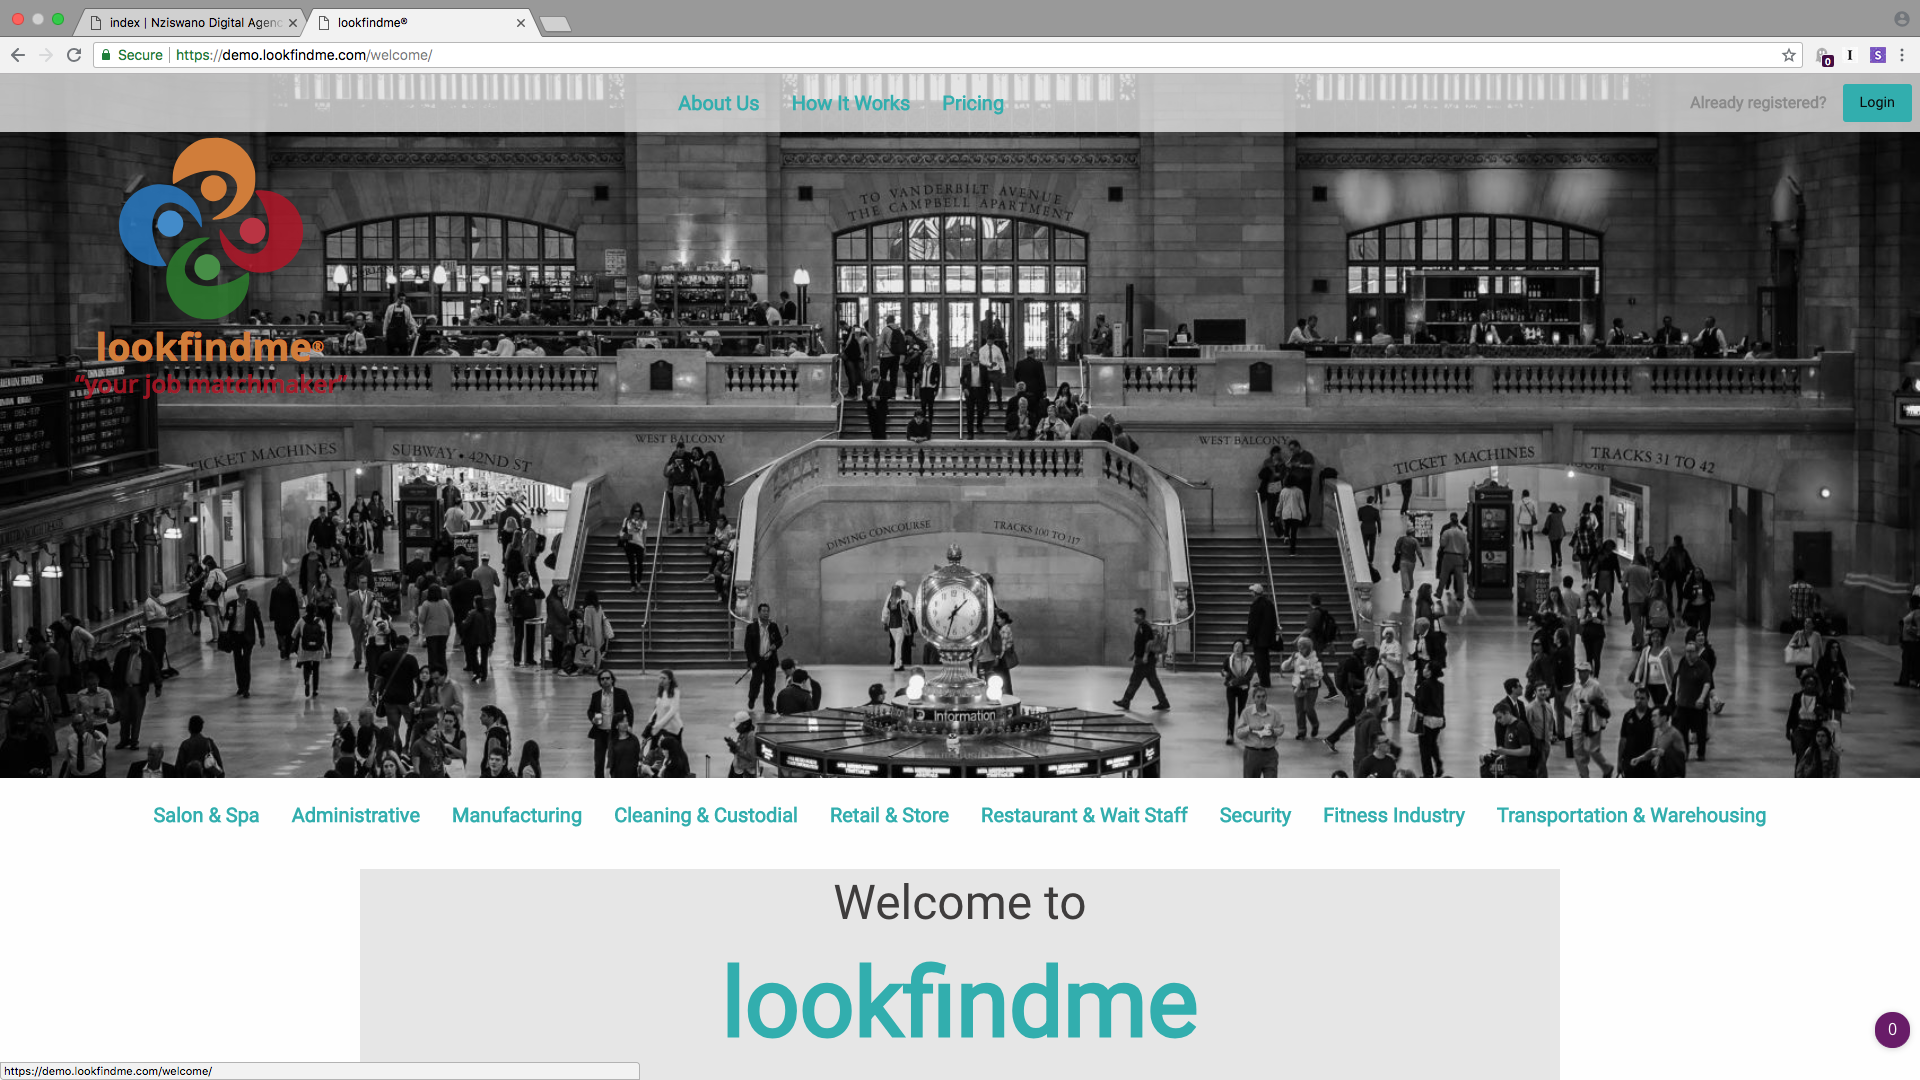 index | Nziswano Digital Agenc
lookfindme®
Secure
https://demo.lookfindme.com/welcome/
0
I
S
About Us
How It Works
Pricing
Already registered?
Login
TO VANDERBILT AVENUE
THE CAMPBELL APARTMENT
lookfindme®
"your job matchmaker"
TICKET MACHINES
SUBWAY • 42ND ST
WEST BALCONY
WEST BALCONY
TICKET MACHINES
TRACKS 31 TO 42
DINING CONCOURSE
TRACKS 100 TO 117
Information
Salon & Spa
Administrative
Manufacturing
Cleaning & Custodial
Retail & Store
Restaurant & Wait Staff
Security
Fitness Industry
Transportation & Warehousing
Welcome to
lookfindme
0
https://demo.lookfindme.com/welcome/